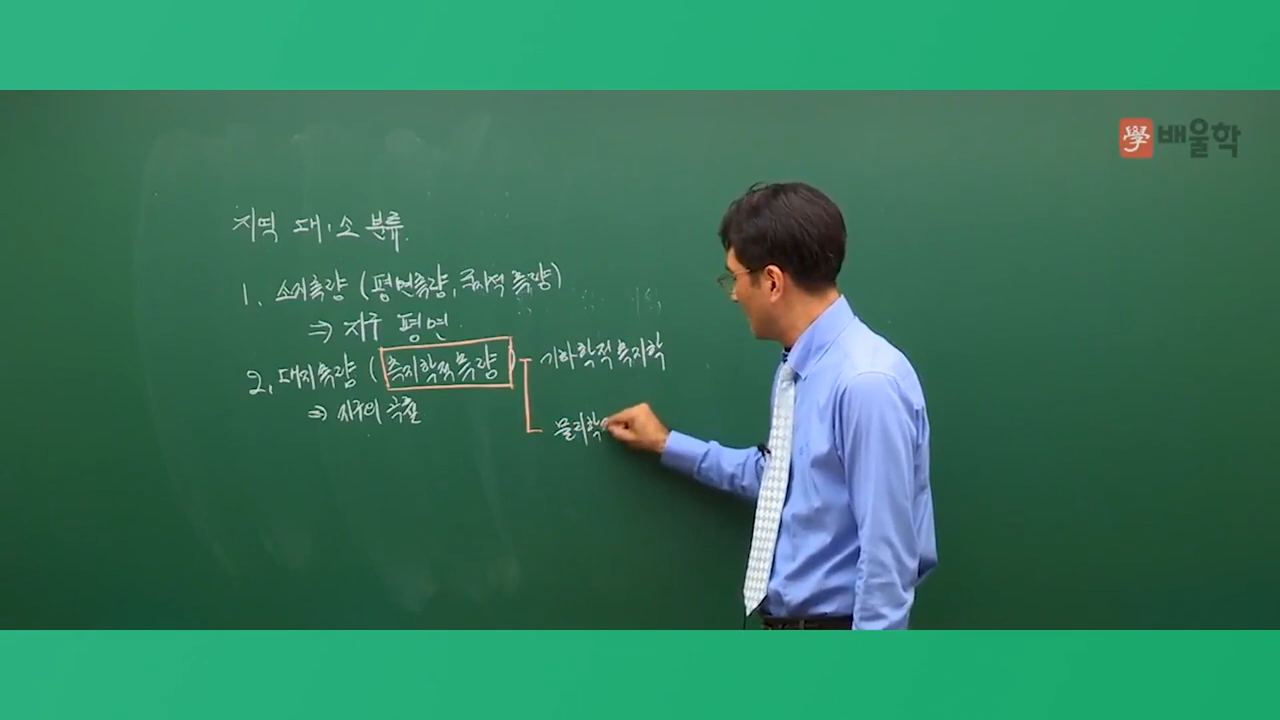 學 배울학
지역 대·소 분류.
1. 소지측량 (평면측량, 국지적 측량)
⇒ 지구 평면.
2. 대지측량 (측지학적 측량) 기하학적 측지학
⇒ 지구의 곡률
물리학